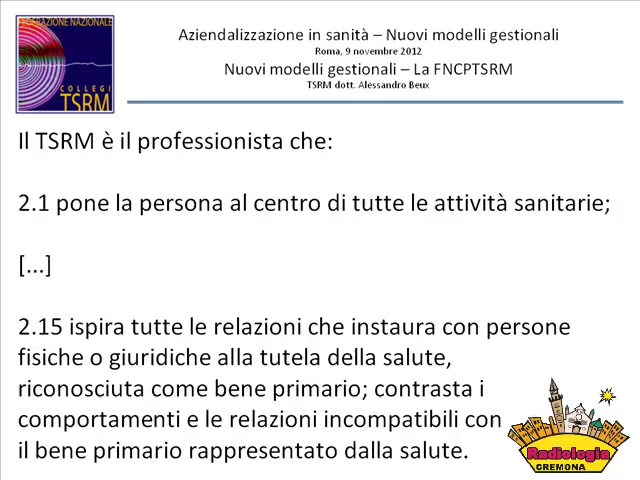 FEDERAZIONE NAZIONALE
COLLEGI
TSRM
Aziendalizzazione in sanità – Nuovi modelli gestionali
Roma, 9 novembre 2012
Nuovi modelli gestionali – La FNCPTSRM
TSRM dott. Alessandro Beux
Il TSRM è il professionista che:
2.1 pone la persona al centro di tutte le attività sanitarie;
[...]
2.15 ispira tutte le relazioni che instaura con persone
fisiche o giuridiche alla tutela della salute,
riconosciuta come bene primario; contrasta i
comportamenti e le relazioni incompatibili con
il bene primario rappresentato dalla salute.
Radiologia
CREMONA